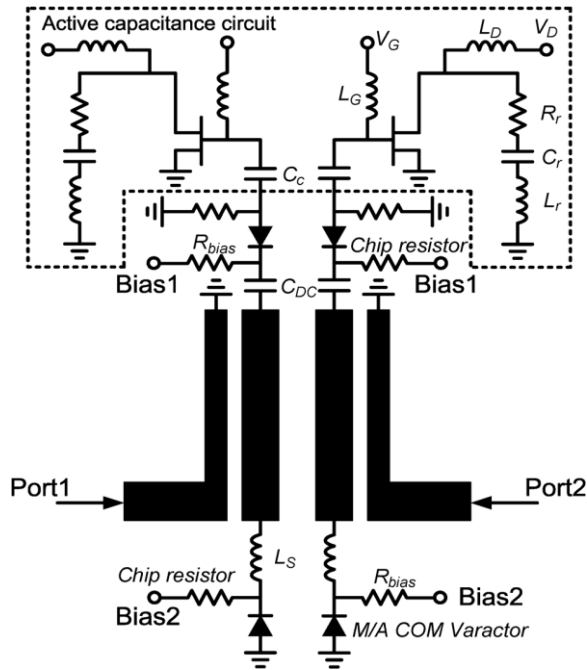 Active capacitance circuit
V_G
L_D
V_D
L_G
R_r
C_r
L_r
C_c
R_bias
Chip resistor
Bias1
C_DC
Bias1
Port1
Port2
L_S
Chip resistor
R_bias
Bias2
Bias2
M/A COM Varactor